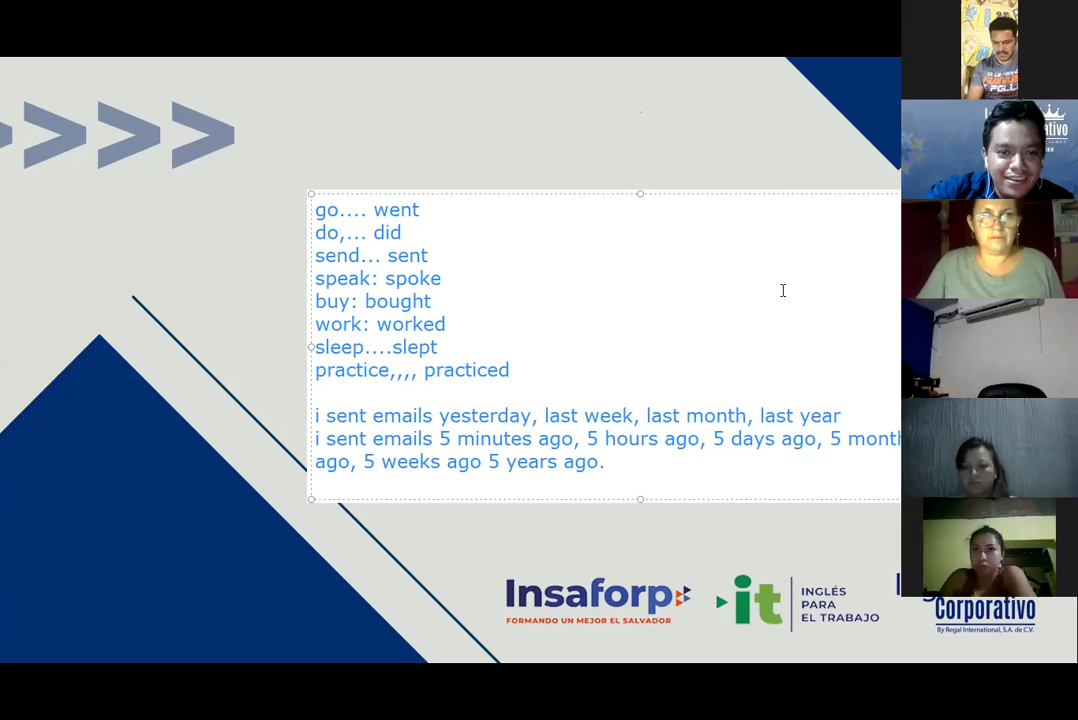 go.... went
do,... did
send... sent
speak: spoke
buy: bought
work: worked
sleep....slept
practice,,,, practiced
i sent emails yesterday, last week, last month, last year
i sent emails 5 minutes ago, 5 hours ago, 5 days ago, 5 month
ago, 5 weeks ago 5 years ago.
Insaforp
FORMANDO UN MEJOR EL SALVADOR
it
INGLÉS
PARA
EL TRABAJO
Corporativo
By Regal International, S.A. de C.V.